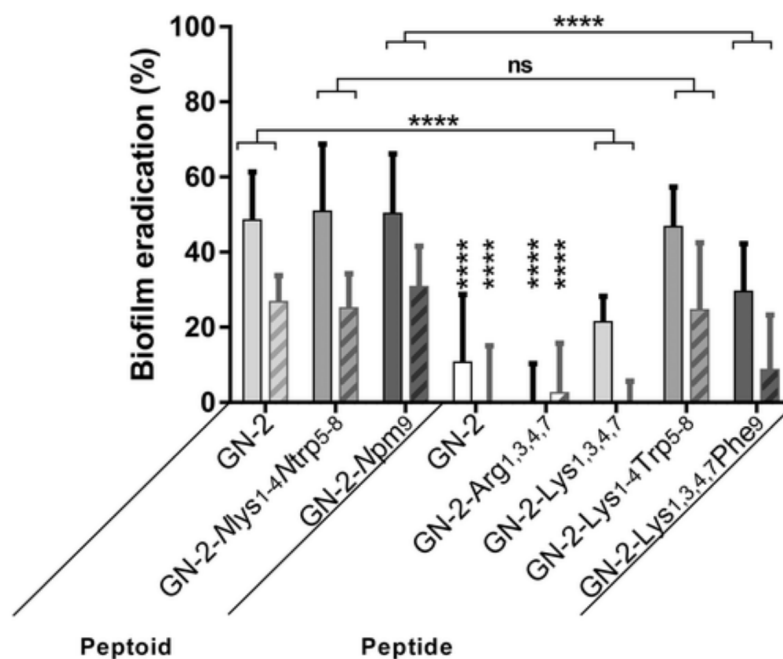 ****
ns
****
**** **** **** ****
Biofilm eradication (%)
100
80
60
40
20
0
GN-2
GN-2-Nlys1-4Ntrp5-8
GN-2-Npm9
GN-2
GN-2-Arg1,3,4,7
GN-2-Lys1,3,4,7
GN-2-Lys1-4Trp5-8
GN-2-Lys1,3,4,7Phe9
Peptoid
Peptide